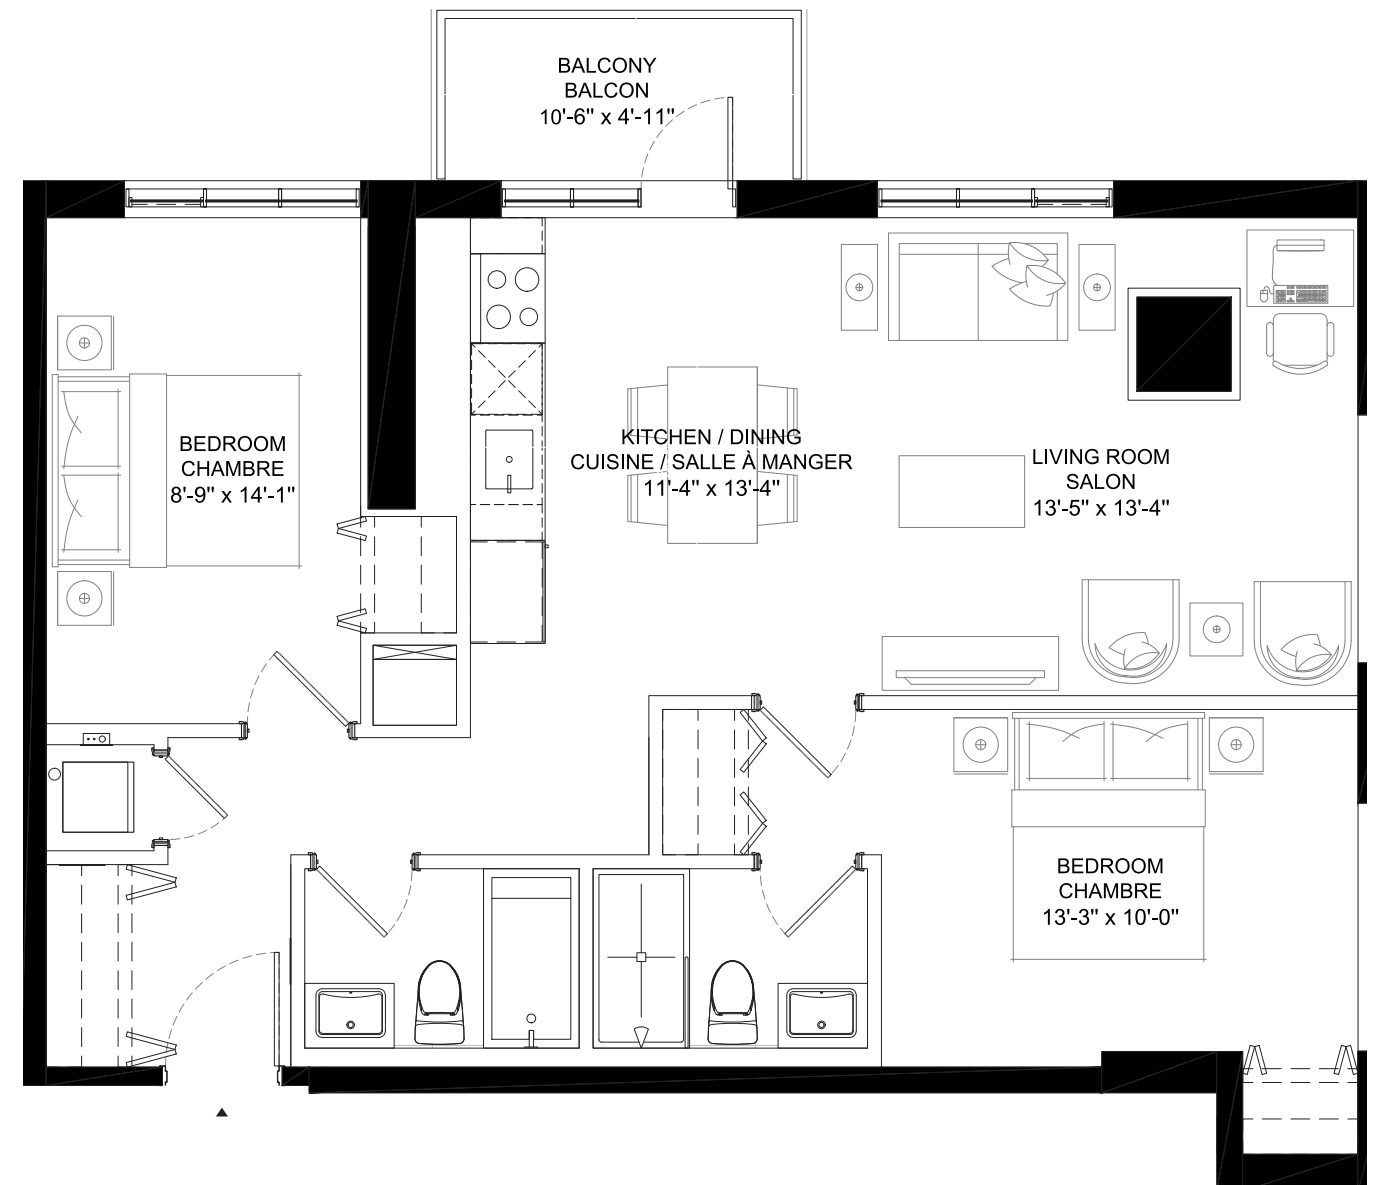 BALCONY
BALCON
10'-6" x 4'-11"
BEDROOM
CHAMBRE
8'-9" x 14'-1"
KITCHEN / DINING
CUISINE / SALLE À MANGER
11'-4" x 13'-4"
LIVING ROOM
SALON
13'-5" x 13'-4"
BEDROOM
CHAMBRE
13'-3" x 10'-0"